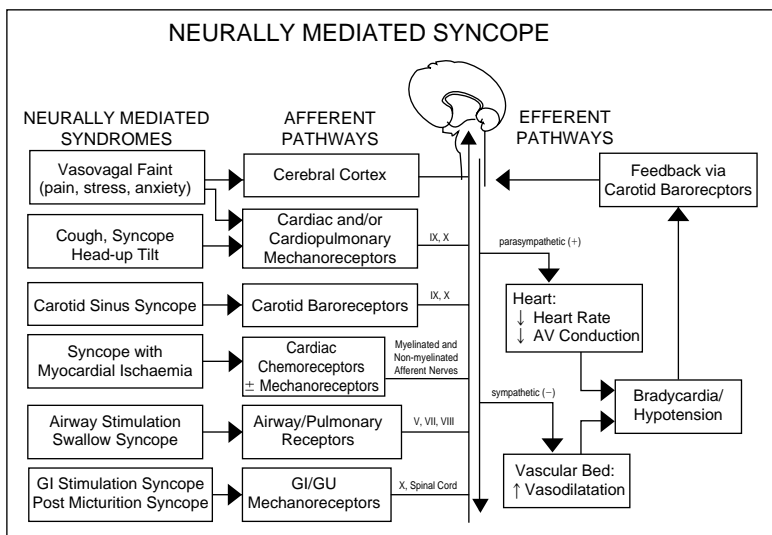 NEURALLY MEDIATED SYNCOPE
NEURALLY MEDIATED
SYNDROMES
AFFERENT
PATHWAYS
EFFERENT
PATHWAYS
Vasovagal Faint
(pain, stress, anxiety)
Cerebral Cortex
Feedback via
Carotid Barorecptors
Cough, Syncope
Head-up Tilt
Cardiac and/or
Cardiopulmonary
Mechanoreceptors
IX, X
parasympathetic (+)
Carotid Sinus Syncope
Carotid Baroreceptors
IX, X
Heart:
↓ Heart Rate
↓ AV Conduction
Syncope with
Myocardial Ischaemia
Cardiac
Chemoreceptors
± Mechanoreceptors
Myelinated and
Non-myelinated
Afferent Nerves
sympathetic (−)
Bradycardia/
Hypotension
Airway Stimulation
Swallow Syncope
Airway/Pulmonary
Receptors
V, VII, VIII
Vascular Bed:
↑ Vasodilatation
GI Stimulation Syncope
Post Micturition Syncope
GI/GU
Mechanoreceptors
X, Spinal Cord